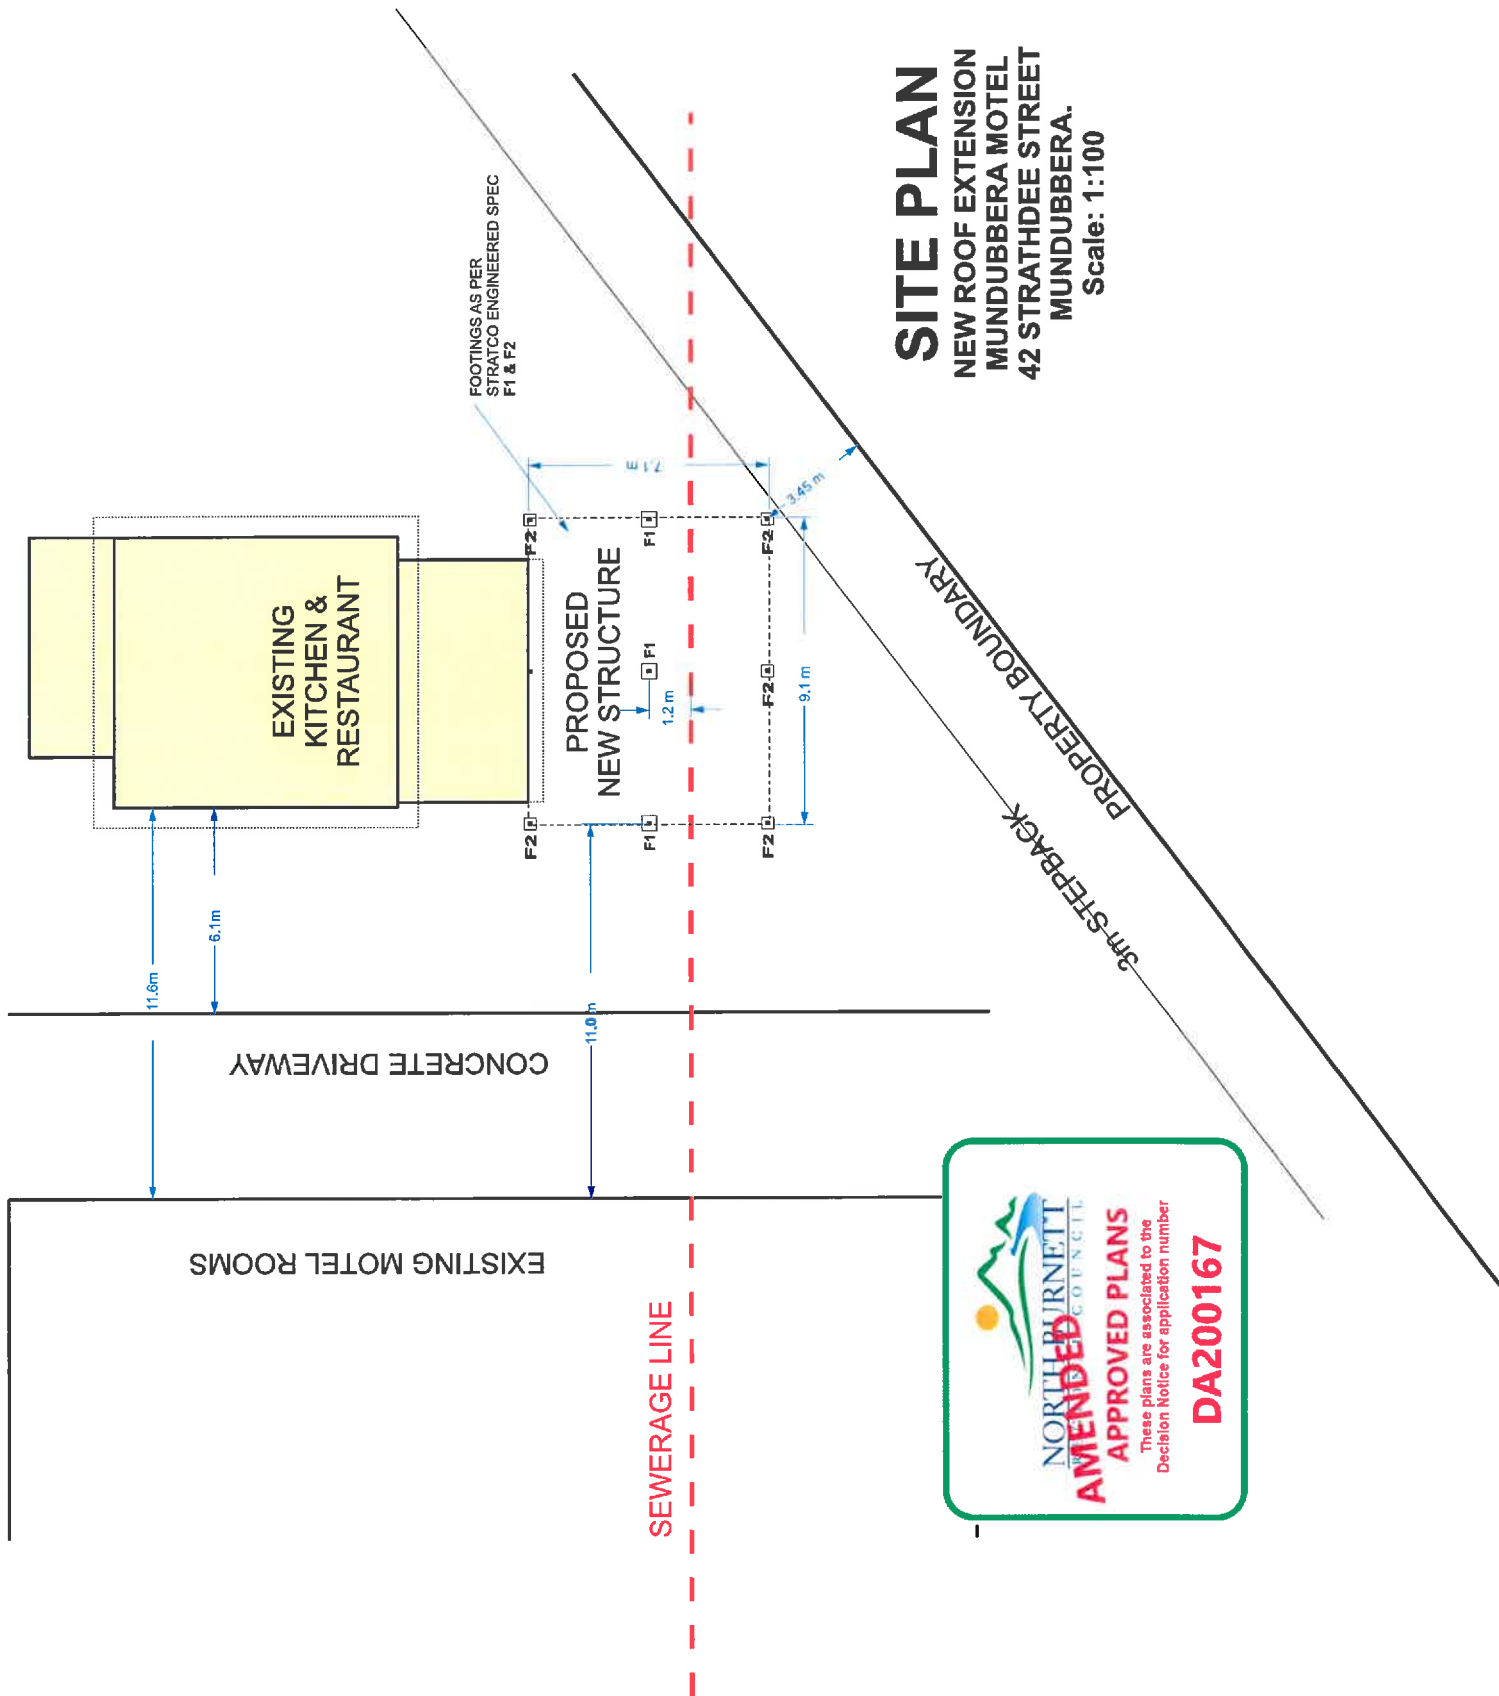 SITE PLAN
NEW ROOF EXTENSION
MUNDUBBERA MOTEL
42 STRATHDEE STREET
MUNDUBBERA.
Scale: 1:100
FOOTINGS AS PER
STRATCO ENGINEERED SPEC
F1 & F2
EXISTING
KITCHEN &
RESTAURANT
PROPOSED
NEW STRUCTURE
F2
F1
F2
F1
F2
F2
F1
F2
7.1 m
3.45 m
9.1 m
1.2 m
11.6m
6.1m
11.0 m
CONCRETE DRIVEWAY
EXISTING MOTEL ROOMS
SEWERAGE LINE
PROPERTY BOUNDARY
3m STEPBACK
NORTH BURNETT
REGIONAL COUNCIL
AMENDED
APPROVED PLANS
These plans are associated to the
Decision Notice for application number
DA200167